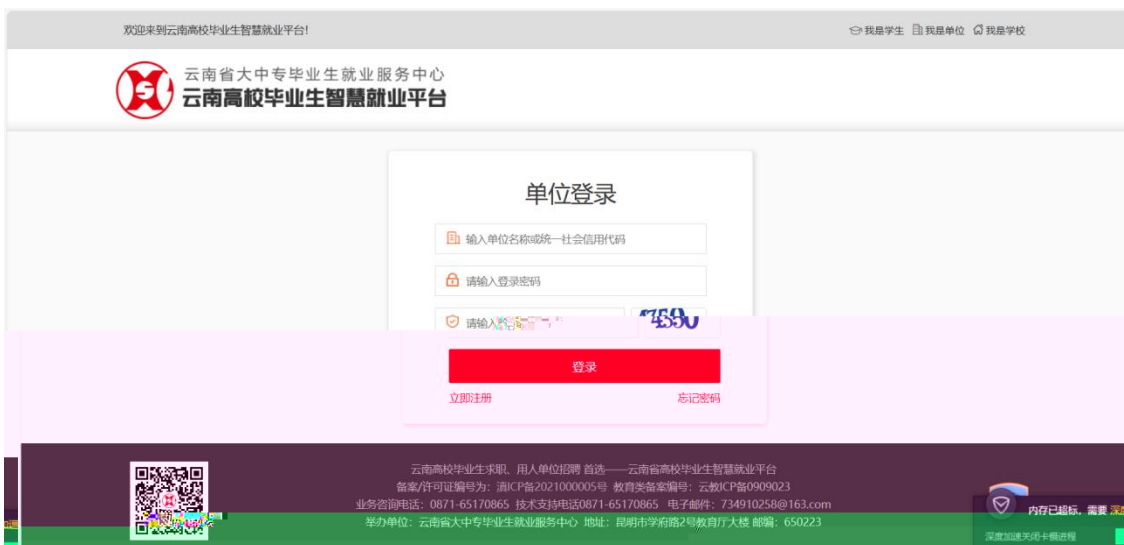 欢迎来到云南高校毕业生智慧就业平台!
我是学生 我是单位 我是学校
云南省大中专毕业生就业服务中心
云南高校毕业生智慧就业平台
单位登录
输入单位名称或统一社会信用代码
请输入登录密码
请输入
登录
立即注册 忘记密码
云南高校毕业生求职、用人单位招聘 首选——云南省高校毕业生智慧就业平台
备案/许可证编号为：滇ICP备2021000005号 教育类备案编号：云教ICP备0909023
业务咨询电话：0871-65170865 技术支持电话0871-65170865 电子邮件：734910258@163.com
举办单位：云南省大中专毕业生就业服务中心 地址：昆明市学府路2号教育厅大楼 邮编：650223
内存已超标，需要
深度加速关闭卡慢进程